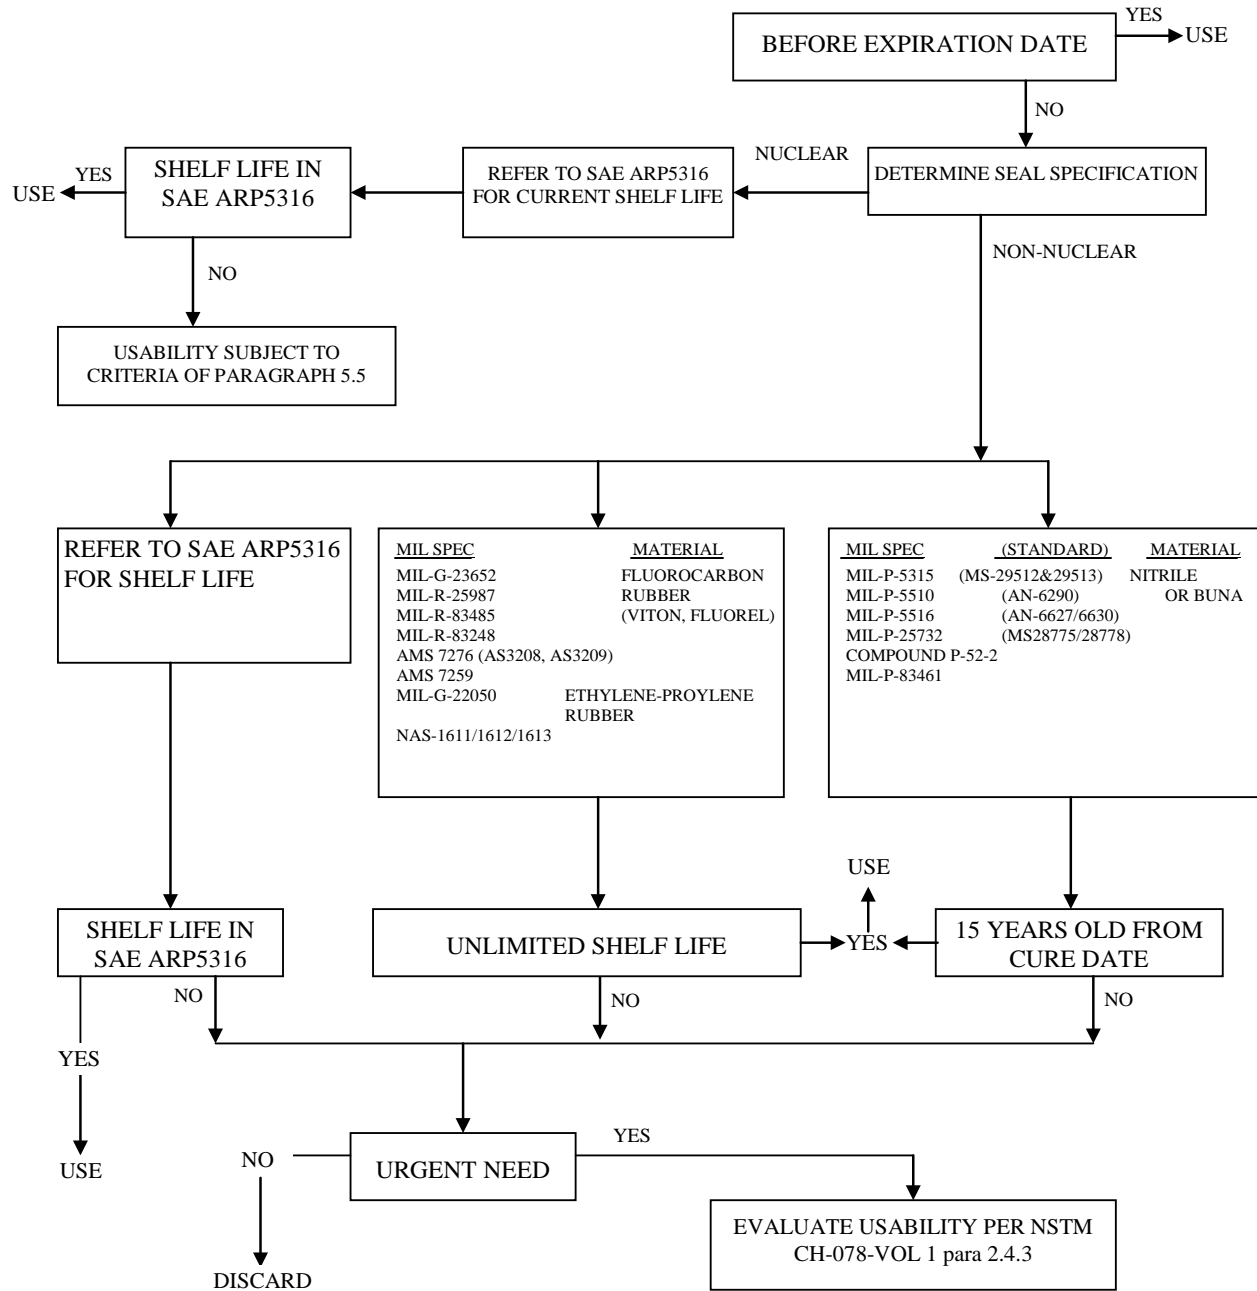 BEFORE EXPIRATION DATE
YES
USE
NO
DETERMINE SEAL SPECIFICATION
NUCLEAR
REFER TO SAE ARP5316
FOR CURRENT SHELF LIFE
SHELF LIFE IN
SAE ARP5316
YES
USE
NO
USABILITY SUBJECT TO
CRITERIA OF PARAGRAPH 5.5
NON-NUCLEAR
REFER TO SAE ARP5316
FOR SHELF LIFE
MIL SPEC MATERIAL
MIL-G-23652 FLUOROCARBON
MIL-R-25987 RUBBER
MIL-R-83485 (VITON, FLUOREL)
MIL-R-83248
AMS 7276 (AS3208, AS3209)
AMS 7259
MIL-G-22050 ETHYLENE-PROYLENE
RUBBER
NAS-1611/1612/1613
MIL SPEC (STANDARD) MATERIAL
MIL-P-5315 (MS-29512&29513) NITRILE
MIL-P-5510 (AN-6290) OR BUNA
MIL-P-5516 (AN-6627/6630)
MIL-P-25732 (MS28775/28778)
COMPOUND P-52-2
MIL-P-83461
SHELF LIFE IN
SAE ARP5316
NO
YES
USE
UNLIMITED SHELF LIFE
NO
USE
YES
15 YEARS OLD FROM
CURE DATE
NO
URGENT NEED
NO
DISCARD
YES
EVALUATE USABILITY PER NSTM
CH-078-VOL 1 para 2.4.3